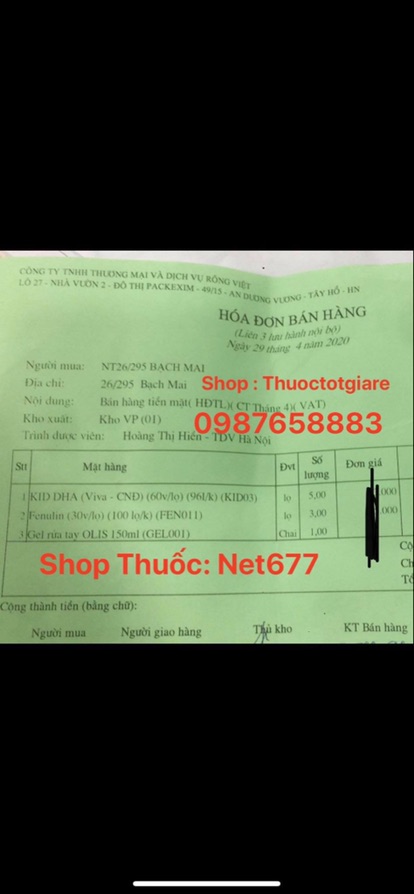 CÔNG TY TNHH THƯƠNG MẠI VÀ DỊCH VỤ RỒNG VIỆT
LÔ 27 - NHÀ VƯỜN 2 - ĐÔ THỊ PACKEXIM - 49/15 - AN DƯƠNG VƯƠNG - TÂY HỒ - HN
HÓA ĐƠN BÁN HÀNG
(Liên 3 lưu hành nội bộ)
Ngày 29 tháng 4 năm 2020
Người mua: NT26/295 BẠCH MAI
Địa chỉ: 26/295 Bạch Mai
Shop : Thuoctotgiare
Nội dung: Bán hàng tiền mặt( HĐTL)( CT Tháng 4)( VAT)
Kho xuất: Kho VP (01)
0987658883
Trình dược viên: Hoàng Thị Hiền - TDV Hà Nội
Stt Mặt hàng Đvt Số lượng Đơn giá
1 KID DHA (Viva - CNĐ) (60v/lo) (96l/k) (KID03) lọ 5,00 .000
2 Fenulin (30v/lo) (100 lọ/k) (FEN011) lọ 3,00 .000
3 Gel rửa tay OLIS 150ml (GEL001) Chai 1,00
Cộ
Shop Thuốc: Net677
Ch
Tổ
Cộng thành tiền (bằng chữ):
Người mua Người giao hàng Thủ kho KT Bán hàng